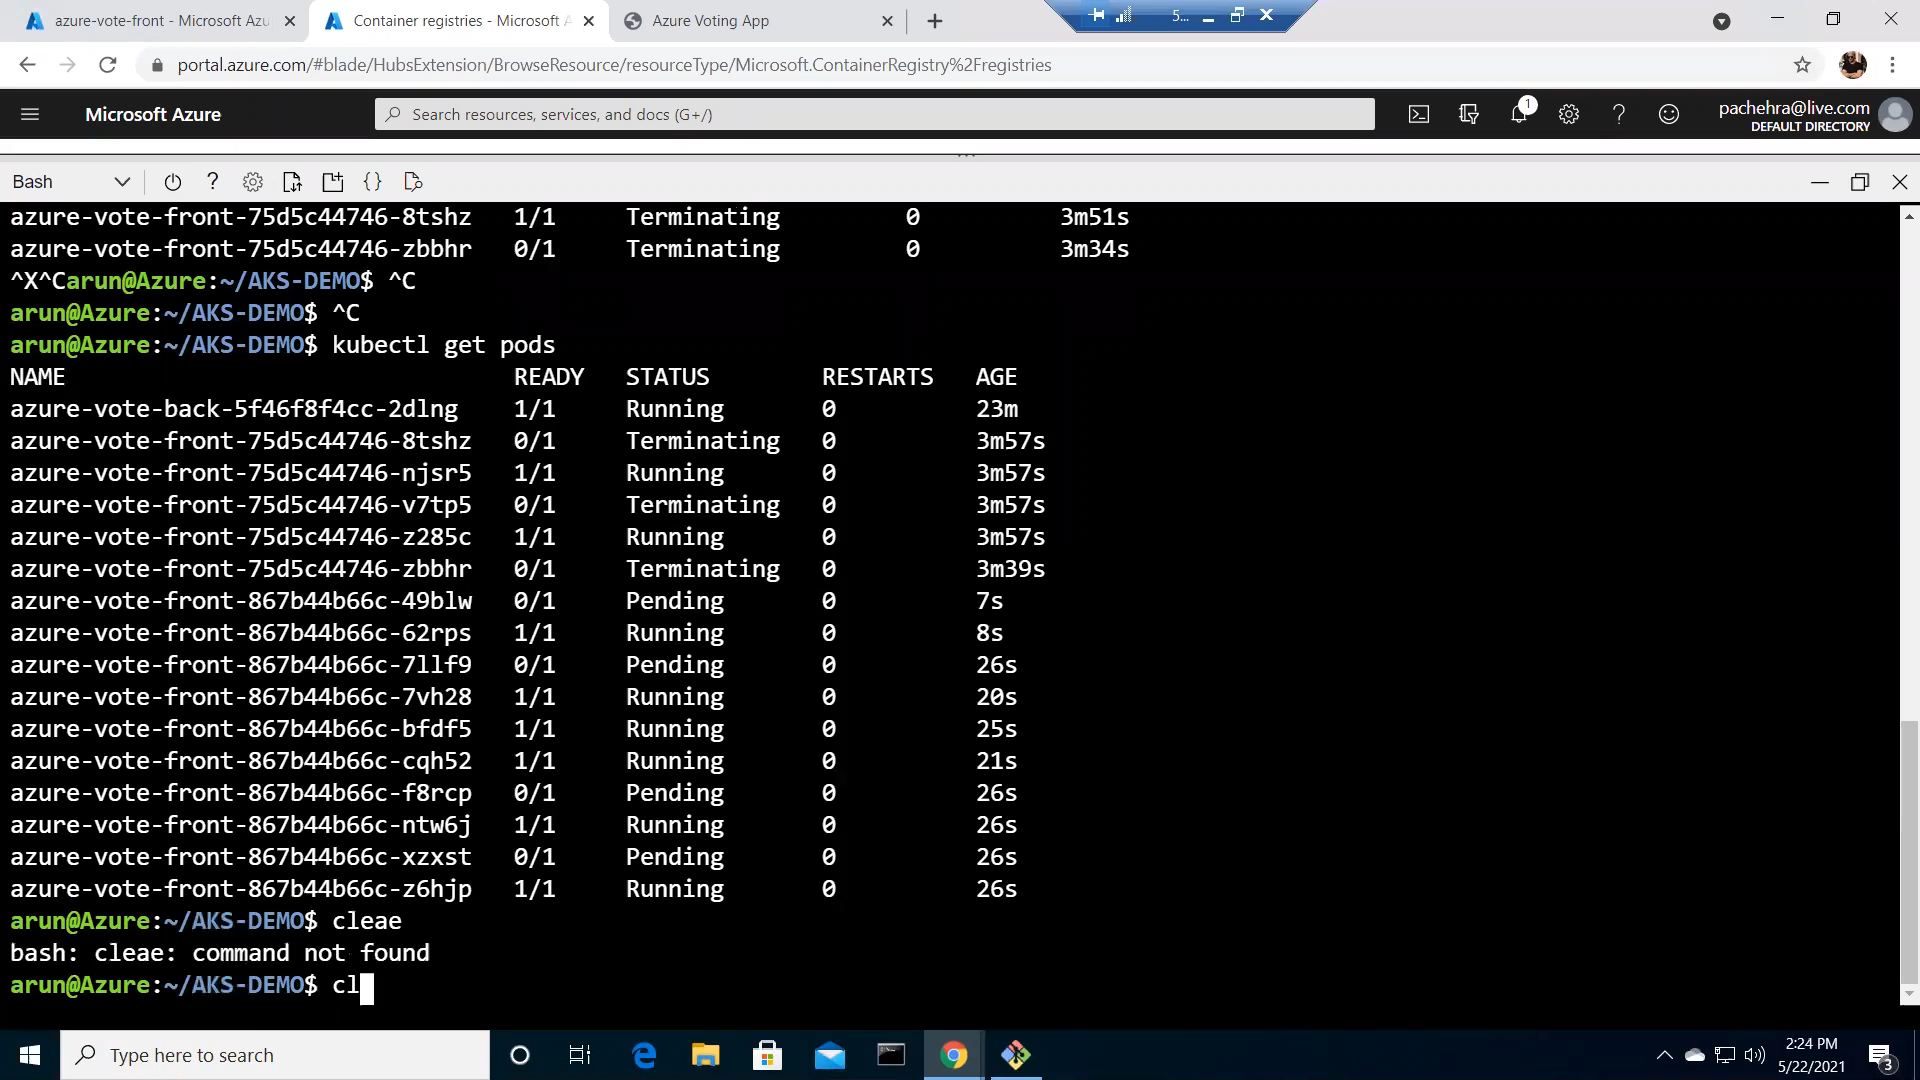 azure-vote-front - Microsoft Azu
Container registries - Microsoft A
Azure Voting App
5...
portal.azure.com/#blade/HubsExtension/BrowseResource/resourceType/Microsoft.ContainerRegistry%2Fregistries
Microsoft Azure
Search resources, services, and docs (G+/)
1
pachehra@live.com
DEFAULT DIRECTORY
Bash
azure-vote-front-75d5c44746-8tshz 1/1 Terminating 0 3m51s
azure-vote-front-75d5c44746-zbbhr 0/1 Terminating 0 3m34s
^X^Carun@Azure:~/AKS-DEMO$ ^C
arun@Azure:~/AKS-DEMO$ ^C
arun@Azure:~/AKS-DEMO$ kubectl get pods
NAME READY STATUS RESTARTS AGE
azure-vote-back-5f46f8f4cc-2dlng 1/1 Running 0 23m
azure-vote-front-75d5c44746-8tshz 0/1 Terminating 0 3m57s
azure-vote-front-75d5c44746-njsr5 1/1 Running 0 3m57s
azure-vote-front-75d5c44746-v7tp5 0/1 Terminating 0 3m57s
azure-vote-front-75d5c44746-z285c 1/1 Running 0 3m57s
azure-vote-front-75d5c44746-zbbhr 0/1 Terminating 0 3m39s
azure-vote-front-867b44b66c-49blw 0/1 Pending 0 7s
azure-vote-front-867b44b66c-62rps 1/1 Running 0 8s
azure-vote-front-867b44b66c-7llf9 0/1 Pending 0 26s
azure-vote-front-867b44b66c-7vh28 1/1 Running 0 20s
azure-vote-front-867b44b66c-bfdf5 1/1 Running 0 25s
azure-vote-front-867b44b66c-cqh52 1/1 Running 0 21s
azure-vote-front-867b44b66c-f8rcp 0/1 Pending 0 26s
azure-vote-front-867b44b66c-ntw6j 1/1 Running 0 26s
azure-vote-front-867b44b66c-xzxst 0/1 Pending 0 26s
azure-vote-front-867b44b66c-z6hjp 1/1 Running 0 26s
arun@Azure:~/AKS-DEMO$ cleae
bash: cleae: command not found
arun@Azure:~/AKS-DEMO$ cl
Type here to search
2:24 PM
5/22/2021
3